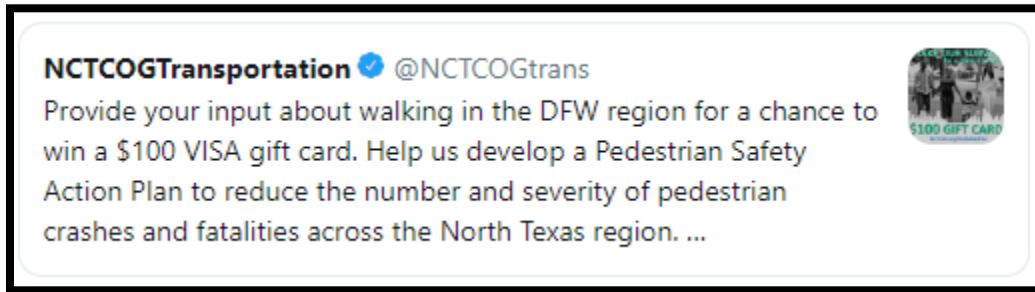 NCTCOGTransportation @NCTCOGtrans
Provide your input about walking in the DFW region for a chance to
win a $100 VISA gift card. Help us develop a Pedestrian Safety
Action Plan to reduce the number and severity of pedestrian
crashes and fatalities across the North Texas region. ...
$100 GIFT CARD